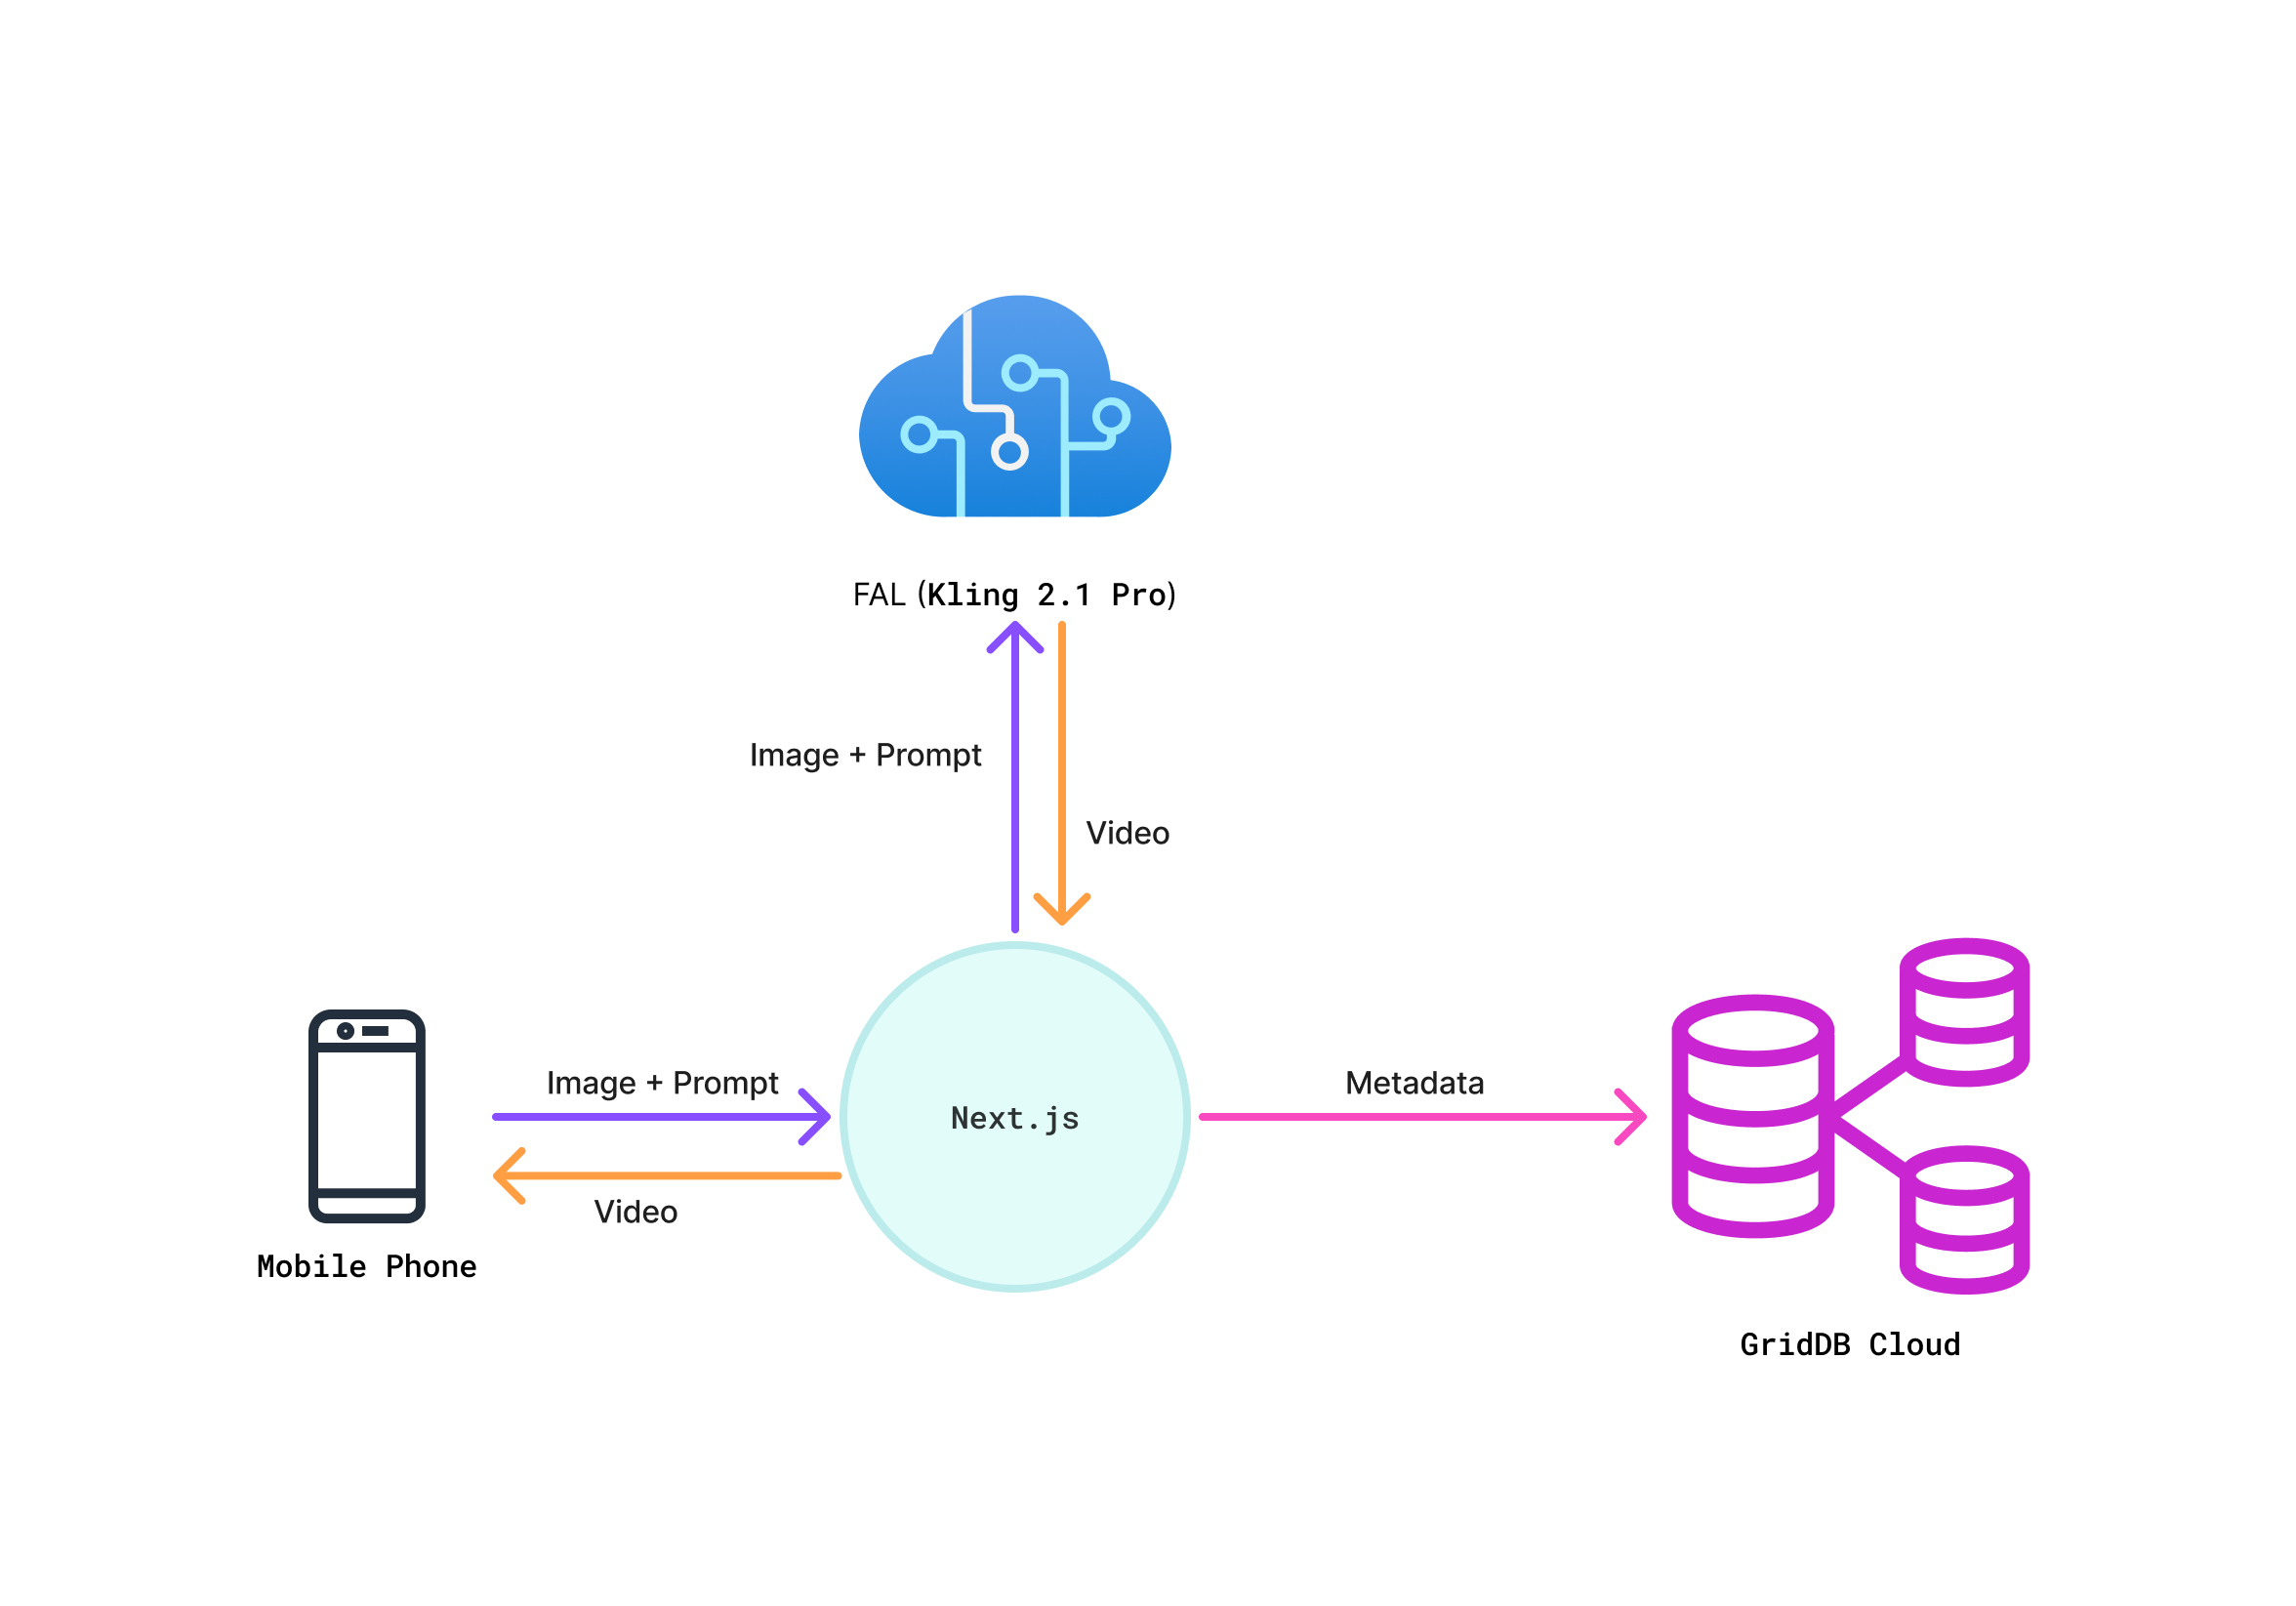 FAL (Kling 2.1 Pro)
Image + Prompt
Video
Image + Prompt
Metadata
Next.js
Video
Mobile Phone
GridDB Cloud